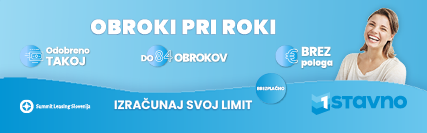 OBROKI PRI ROKI
Odobreno
TAKOJ
DO 84 OBROKOV
BREZ
pologa
BREZPLAČNO
Summit Leasing Slovenija
IZRAČUNAJ SVOJ LIMIT
1STAVNO